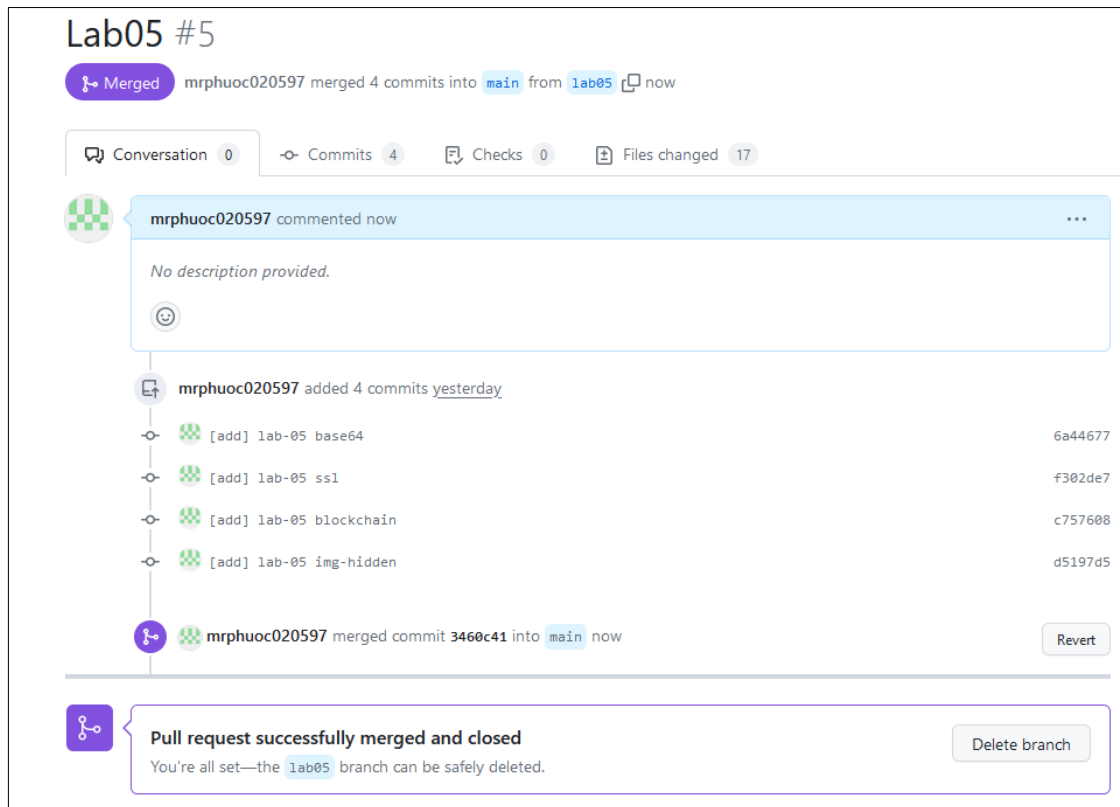 Lab05 #5
Merged mrphuoc020597 merged 4 commits into main from lab05 now
Conversation 0 Commits 4 Checks 0 Files changed 17
mrphuoc020597 commented now ...
No description provided.
mrphuoc020597 added 4 commits yesterday
[add] lab-05 base64 6a44677
[add] lab-05 ssl f302de7
[add] lab-05 blockchain c757608
[add] lab-05 img-hidden d5197d5
mrphuoc020597 merged commit 3460c41 into main now Revert
Pull request successfully merged and closed
You're all set—the lab05 branch can be safely deleted.
Delete branch